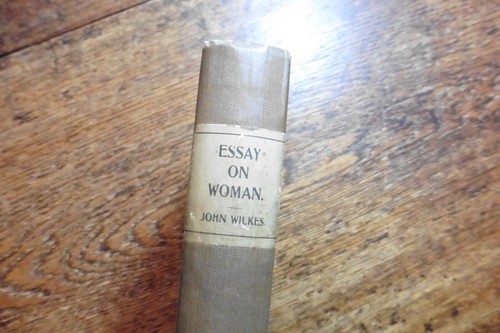 ESSAY
ON
WOMAN.
JOHN WILKES